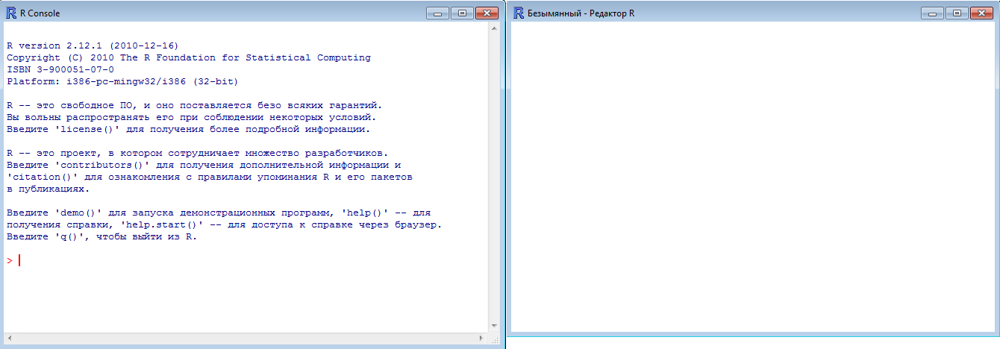 R Console
R version 2.12.1 (2010-12-16)
Copyright (C) 2010 The R Foundation for Statistical Computing
ISBN 3-900051-07-0
Platform: i386-pc-mingw32/i386 (32-bit)
R -- это свободное ПО, и оно поставляется безо всяких гарантий.
Вы вольны распространять его при соблюдении некоторых условий.
Введите 'license()' для получения более подробной информации.
R -- это проект, в котором сотрудничает множество разработчиков.
Введите 'contributors()' для получения дополнительной информации и
'citation()' для ознакомления с правилами упоминания R и его пакетов
в публикациях.
Введите 'demo()' для запуска демонстрационных программ, 'help()' -- для
получения справки, 'help.start()' -- для доступа к справке через браузер.
Введите 'q()', чтобы выйти из R.
>
Безымянный - Редактор R